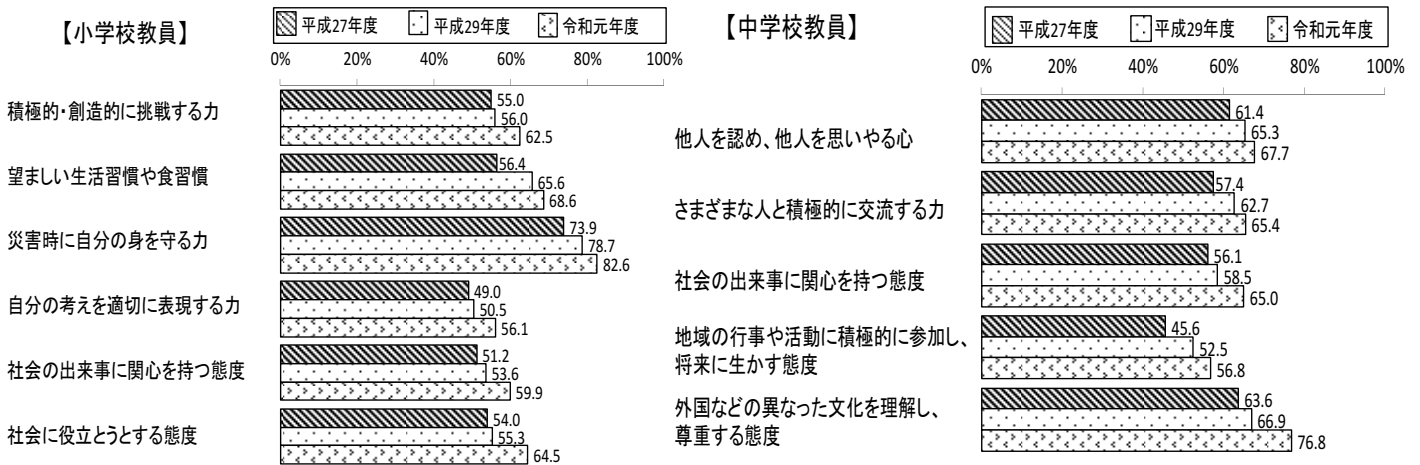 【小学校教員】
平成27年度 平成29年度 令和元年度
0% 20% 40% 60% 80% 100%
積極的・創造的に挑戦する力
55.0
56.0
62.5
望ましい生活習慣や食習慣
56.4
65.6
68.6
災害時に自分の身を守る力
73.9
78.7
82.6
自分の考えを適切に表現する力
49.0
50.5
56.1
社会の出来事に関心を持つ態度
51.2
53.6
59.9
社会に役立とうとする態度
54.0
55.3
64.5
【中学校教員】
平成27年度 平成29年度 令和元年度
0% 20% 40% 60% 80% 100%
他人を認め、他人を思いやる心
61.4
65.3
67.7
さまざまな人と積極的に交流する力
57.4
62.7
65.4
社会の出来事に関心を持つ態度
56.1
58.5
65.0
地域の行事や活動に積極的に参加し、
将来に生かす態度
45.6
52.5
56.8
外国などの異なった文化を理解し、
尊重する態度
63.6
66.9
76.8